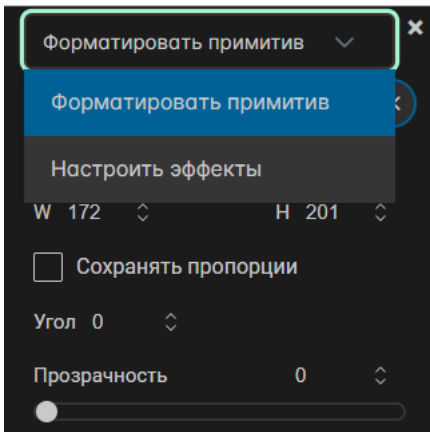 Форматировать примитив
Форматировать примитив
Настроить эффекты
W 172 H 201
Сохранять пропорции
Угол 0
Прозрачность 0